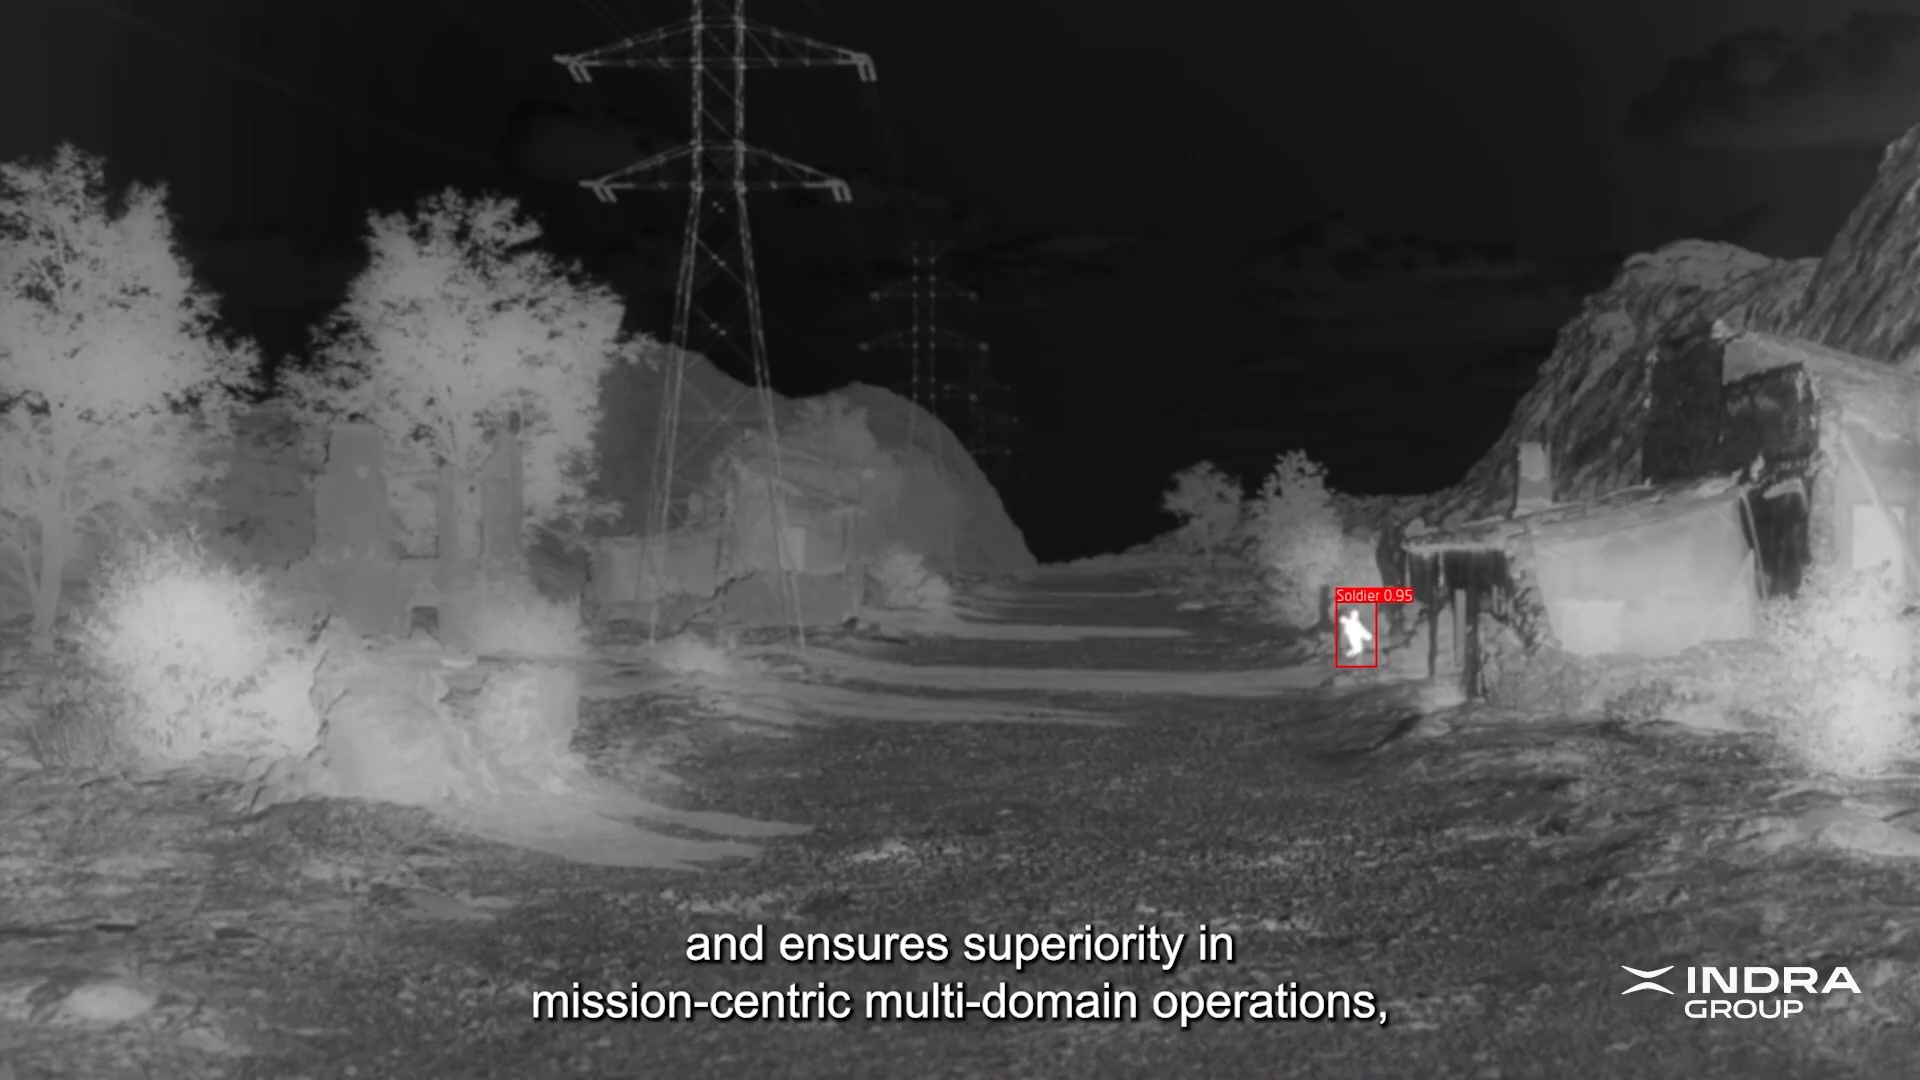 Soldier 0.95
and ensures superiority in
mission-centric multi-domain operations,
INDRA
GROUP